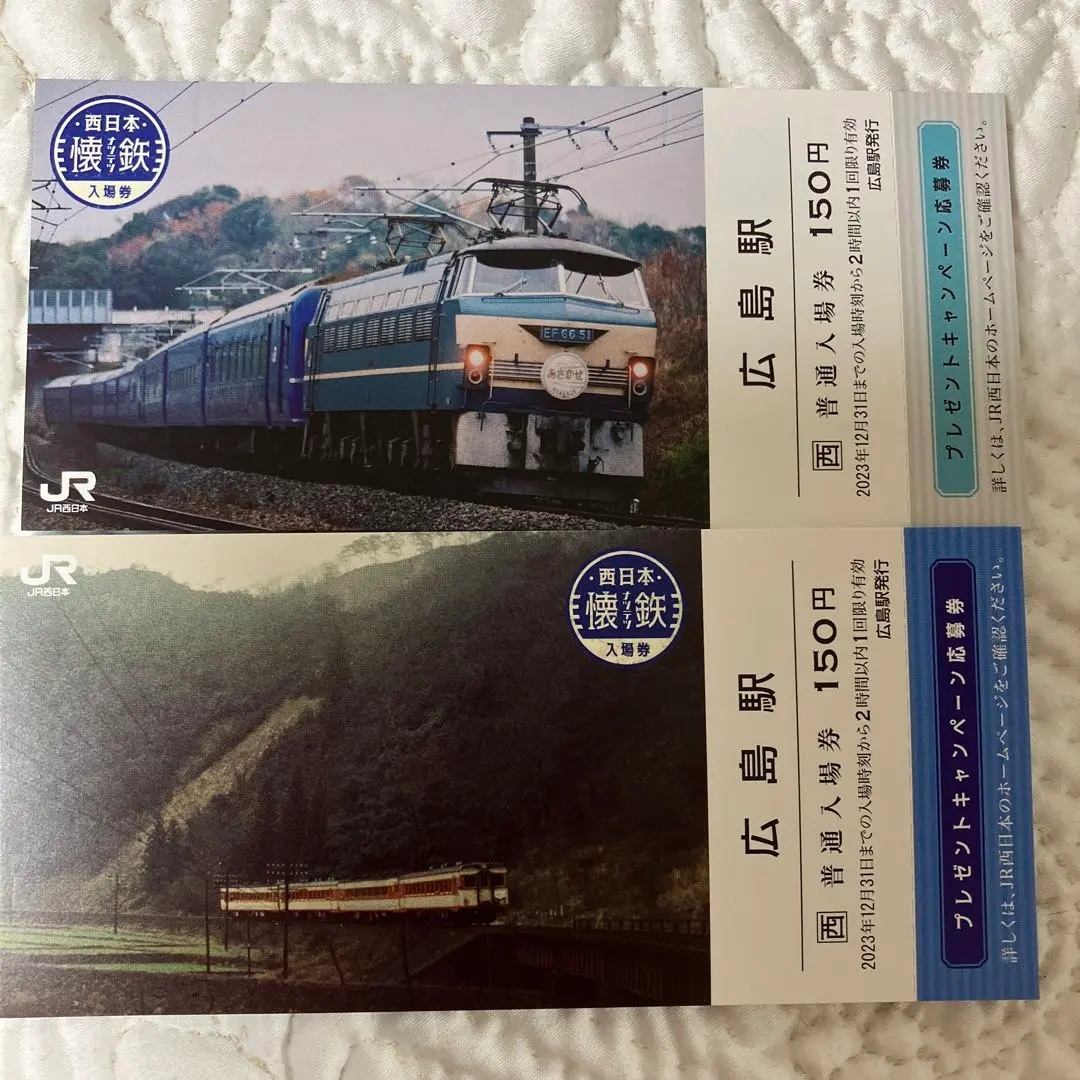 ・西日本・
懐鉄
ナツテツ
入場券
EF6651
あさかぜ
JR
JR西日本
広島駅
西 普通入場券 150円
2023年12月31日までの入場時刻から2時間以内1回限り有効
広島駅発行
プレゼントキャンペーン応募券
詳しくは、JR西日本のホームページをご確認ください。
JR
JR西日本
・西日本・
懐鉄
ナツテツ
入場券
広島駅
西 普通入場券 150円
2023年12月31日までの入場時刻から2時間以内1回限り有効
広島駅発行
プレゼントキャンペーン応募券
詳しくは、JR西日本のホームページをご確認ください。